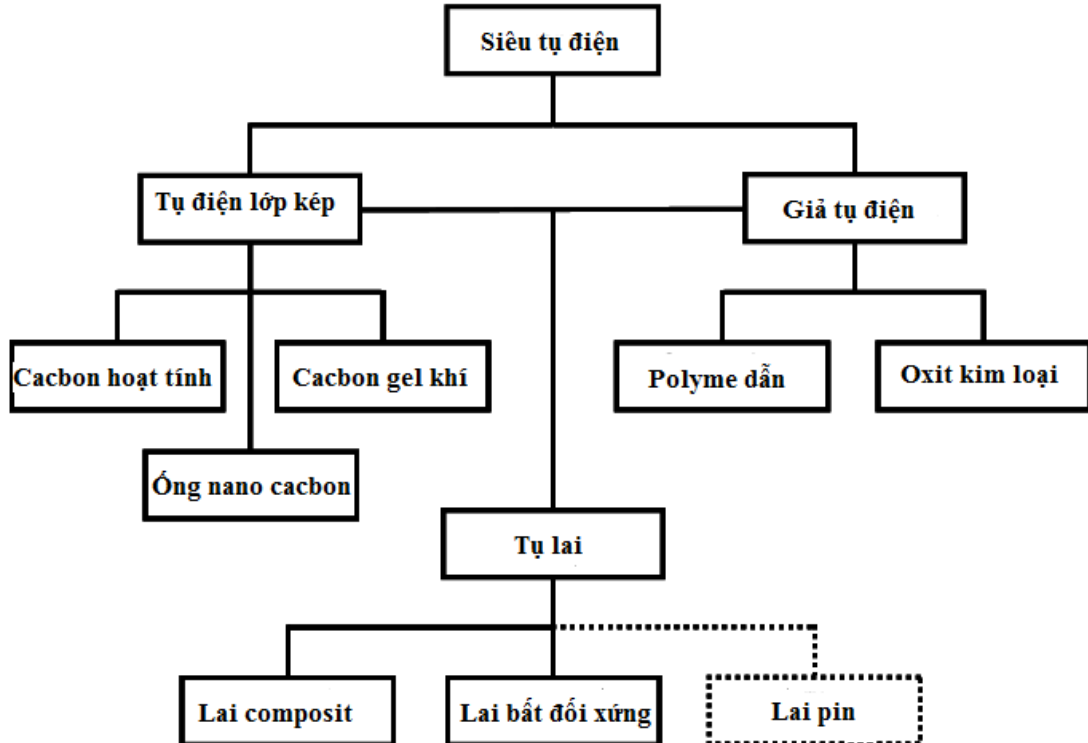 Siêu tụ điện
Tụ điện lớp kép
Giả tụ điện
Cacbon hoạt tính
Cacbon gel khí
Polyme dẫn
Oxit kim loại
Ống nano cacbon
Tụ lai
Lai composit
Lai bất đối xứng
Lai pin